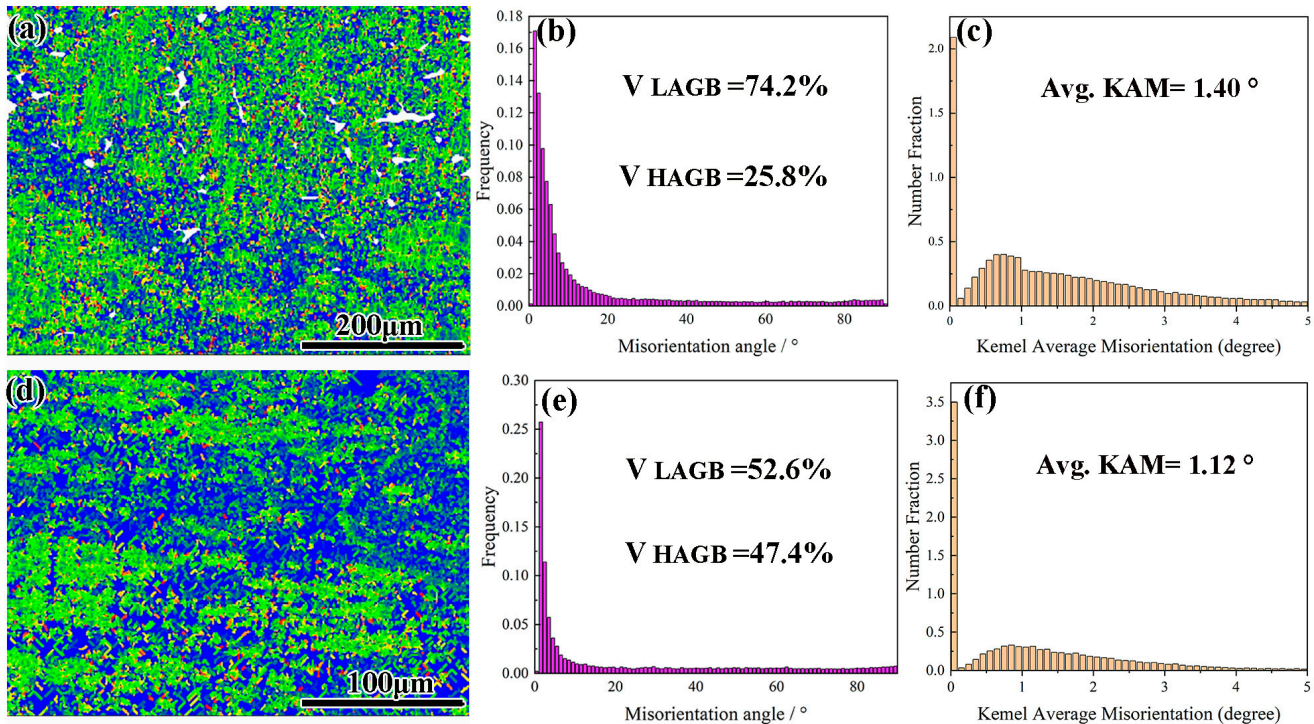 (a)
200μm
(b)
V LAGB =74.2%
V HAGB =25.8%
Frequency
0.18
0.16
0.14
0.12
0.10
0.08
0.06
0.04
0.02
0.00
0 20 40 60 80
Misorientation angle / °
(c)
Avg. KAM= 1.40 °
Number Fraction
2.0
1.5
1.0
0.5
0.0
0 1 2 3 4 5
Kemel Average Misorientation (degree)
(d)
100μm
(e)
V LAGB =52.6%
V HAGB =47.4%
Frequency
0.30
0.25
0.20
0.15
0.10
0.05
0.00
0 20 40 60 80
Misorientation angle / °
(f)
Avg. KAM= 1.12 °
Number Fraction
3.5
3.0
2.5
2.0
1.5
1.0
0.5
0.0
0 1 2 3 4 5
Kemel Average Misorientation (degree)